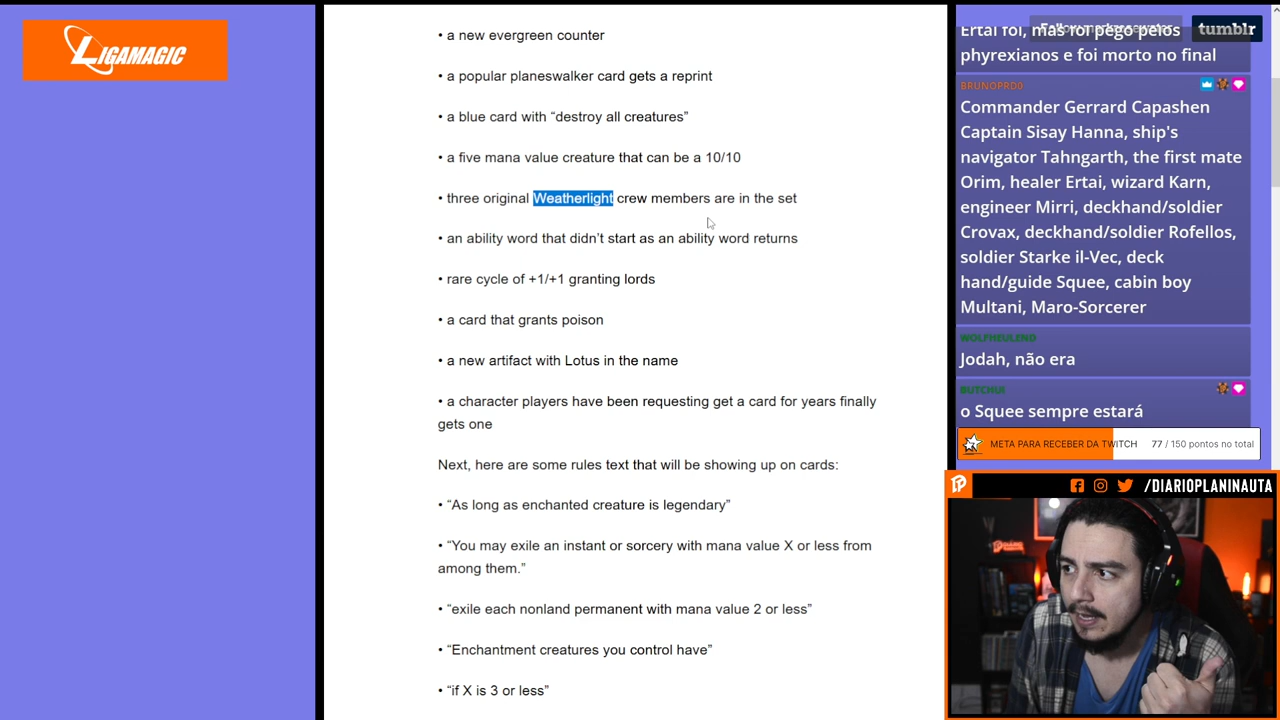 LIGAMAGIC
• a new evergreen counter
• a popular planeswalker card gets a reprint
• a blue card with “destroy all creatures”
• a five mana value creature that can be a 10/10
• three original Weatherlight crew members are in the set
• an ability word that didn’t start as an ability word returns
• rare cycle of +1/+1 granting lords
• a card that grants poison
• a new artifact with Lotus in the name
• a character players have been requesting get a card for years finally
gets one
Next, here are some rules text that will be showing up on cards:
• “As long as enchanted creature is legendary”
• “You may exile an instant or sorcery with mana value X or less from
among them.”
• “exile each nonland permanent with mana value 2 or less”
• “Enchantment creatures you control have”
• “if X is 3 or less”
tumblr
Ertai foi, mas foi pego pelos
phyrexianos e foi morto no final
BRUNOPRD0
Commander Gerrard Capashen
Captain Sisay Hanna, ship's
navigator Tahngarth, the first mate
Orim, healer Ertai, wizard Karn,
engineer Mirri, deckhand/soldier
Crovax, deckhand/soldier Rofellos,
soldier Starke il-Vec, deck
hand/guide Squee, cabin boy
Multani, Maro-Sorcerer
WOLFHEULEND
Jodah, não era
BUTCHUI
o Squee sempre estará
META PARA RECEBER DA TWITCH 77 / 150 pontos no total
/DIARIOPLANINAUTA